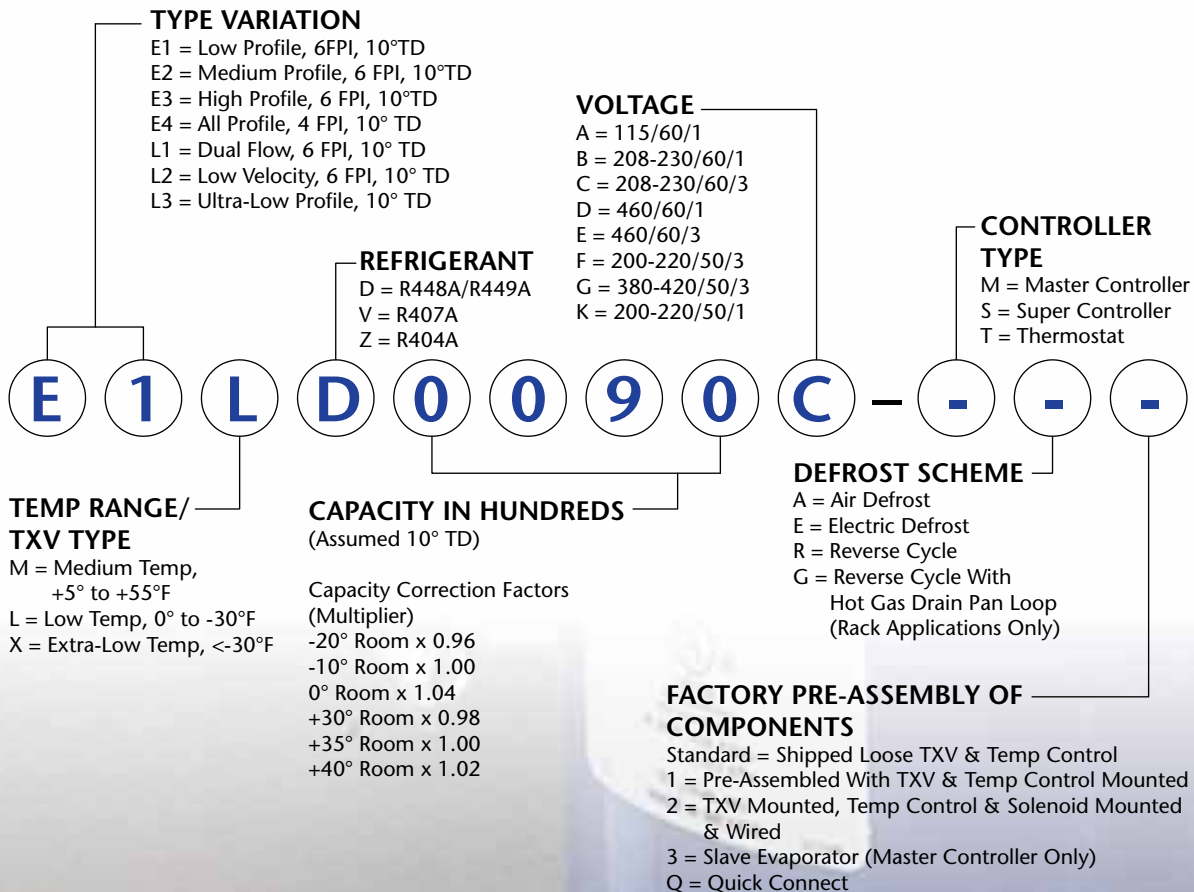 TYPE VARIATION
E1 = Low Profile, 6FPI, 10°TD
E2 = Medium Profile, 6 FPI, 10°TD
E3 = High Profile, 6 FPI, 10°TD
E4 = All Profile, 4 FPI, 10° TD
L1 = Dual Flow, 6 FPI, 10° TD
L2 = Low Velocity, 6 FPI, 10° TD
L3 = Ultra-Low Profile, 10° TD
REFRIGERANT
D = R448A/R449A
V = R407A
Z = R404A
VOLTAGE
A = 115/60/1
B = 208-230/60/1
C = 208-230/60/3
D = 460/60/1
E = 460/60/3
F = 200-220/50/3
G = 380-420/50/3
K = 200-220/50/1
CONTROLLER
TYPE
M = Master Controller
S = Super Controller
T = Thermostat
E 1 L D 0 0 9 0 C – - - -
TEMP RANGE/
TXV TYPE
M = Medium Temp,
+5° to +55°F
L = Low Temp, 0° to -30°F
X = Extra-Low Temp, <-30°F
CAPACITY IN HUNDREDS
(Assumed 10° TD)
Capacity Correction Factors
(Multiplier)
-20° Room x 0.96
-10° Room x 1.00
0° Room x 1.04
+30° Room x 0.98
+35° Room x 1.00
+40° Room x 1.02
DEFROST SCHEME
A = Air Defrost
E = Electric Defrost
R = Reverse Cycle
G = Reverse Cycle With
Hot Gas Drain Pan Loop
(Rack Applications Only)
FACTORY PRE-ASSEMBLY OF
COMPONENTS
Standard = Shipped Loose TXV & Temp Control
1 = Pre-Assembled With TXV & Temp Control Mounted
2 = TXV Mounted, Temp Control & Solenoid Mounted
& Wired
3 = Slave Evaporator (Master Controller Only)
Q = Quick Connect